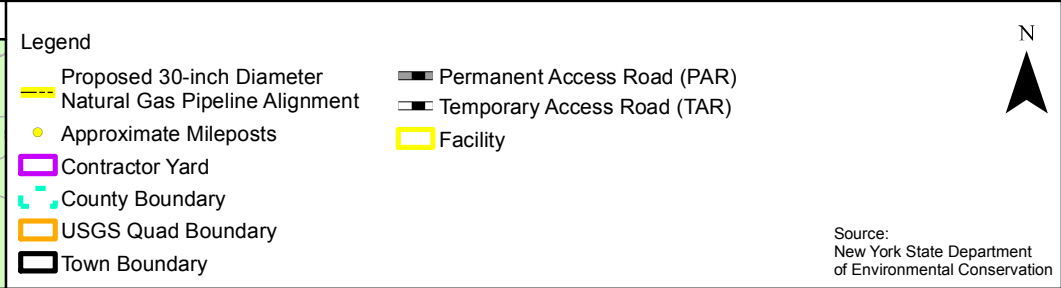 Legend
Proposed 30-inch Diameter
Natural Gas Pipeline Alignment
Approximate Mileposts
Contractor Yard
County Boundary
USGS Quad Boundary
Town Boundary
Permanent Access Road (PAR)
Temporary Access Road (TAR)
Facility
N
Source:
New York State Department
of Environmental Conservation